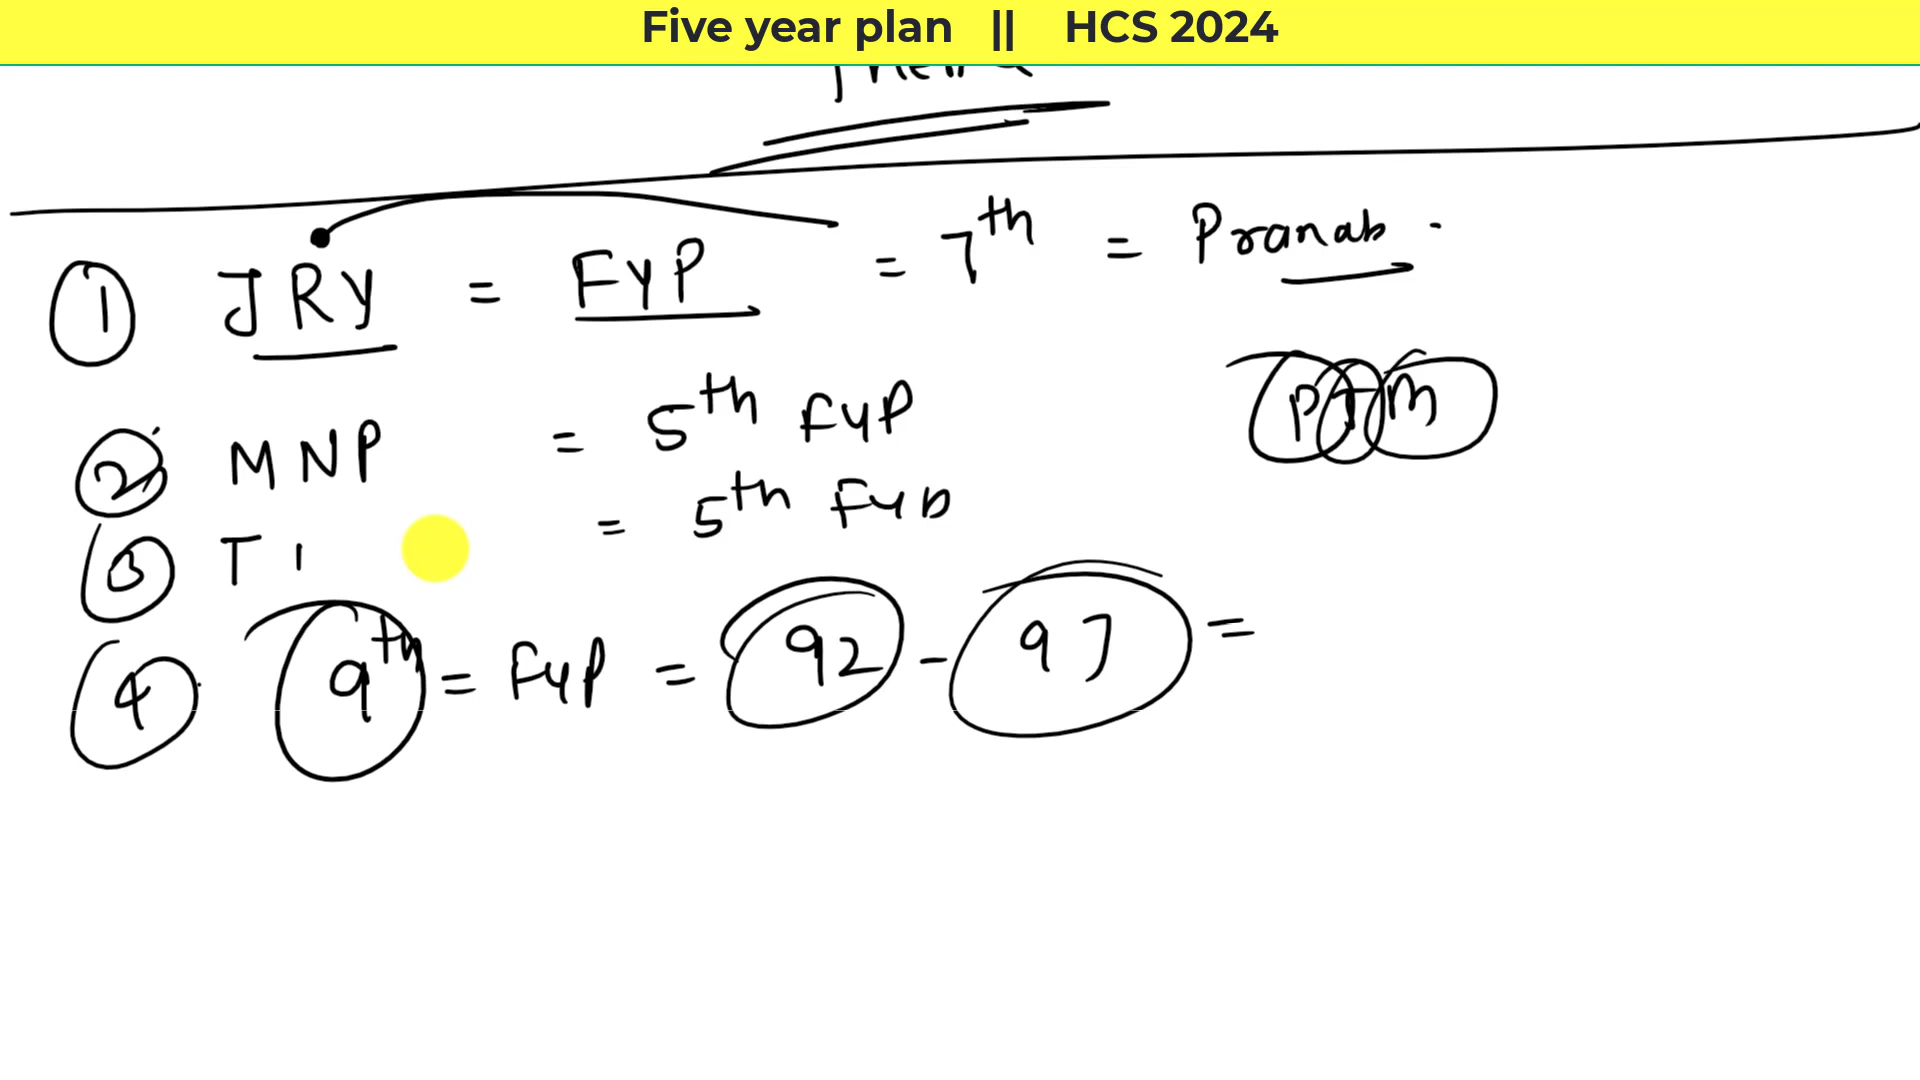 Five year plan || HCS 2024
① JRY = FYP = 7th = Pranab
PTM
② MNP = 5th FYP
③ T = 5th FYP
④ 9th = FYP = 92 - 97 =